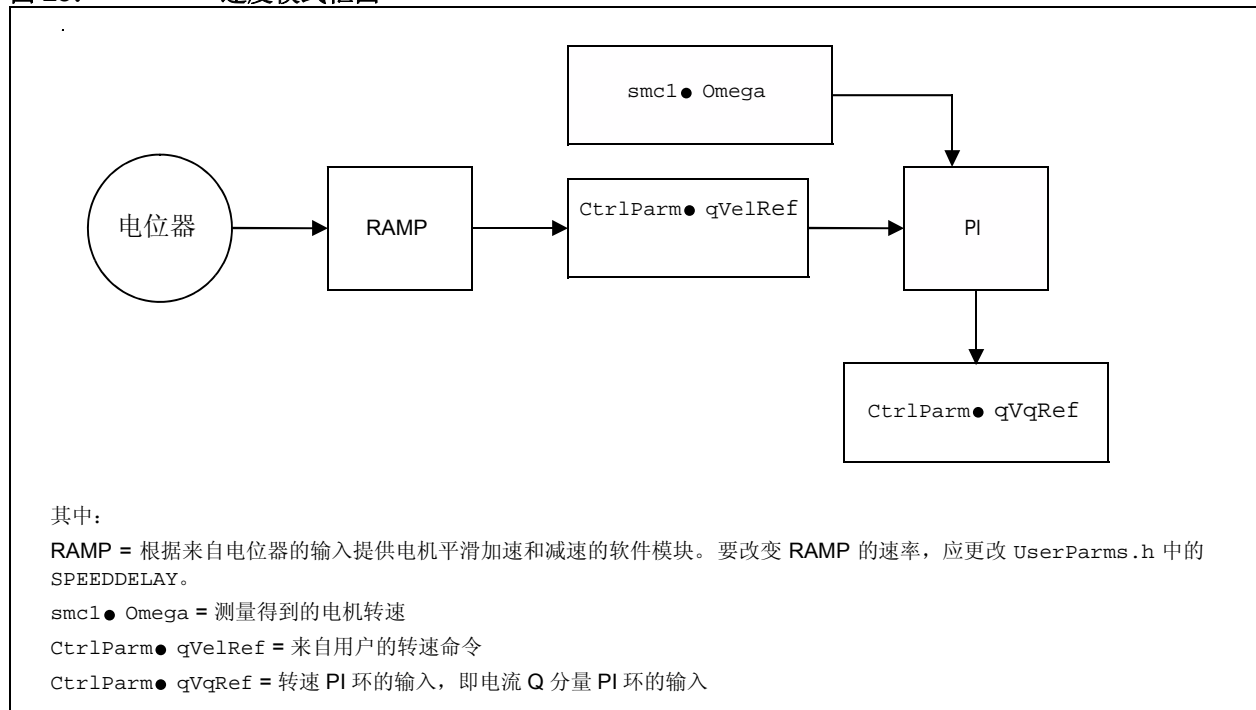 smc1● Omega
电位器
RAMP
CtrlParm● qVelRef
PI
CtrlParm● qVqRef
其中：
RAMP = 根据来自电位器的输入提供电机平滑加速和减速的软件模块。要改变 RAMP 的速率，应更改 UserParms.h 中的
SPEEDDELAY。
smc1● Omega = 测量得到的电机转速
CtrlParm● qVelRef = 来自用户的转速命令
CtrlParm● qVqRef = 转速 PI 环的输入，即电流 Q 分量 PI 环的输入